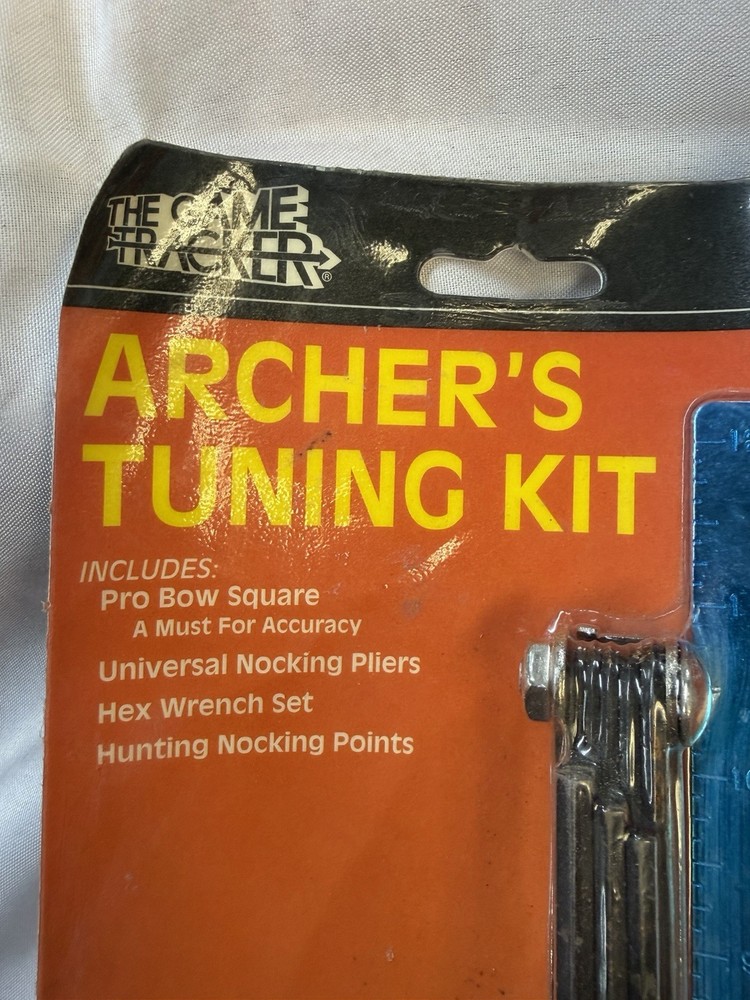 THE GAME
TRACKER®
ARCHER'S
TUNING KIT
INCLUDES:
Pro Bow Square
A Must For Accuracy
Universal Nocking Pliers
Hex Wrench Set
Hunting Nocking Points